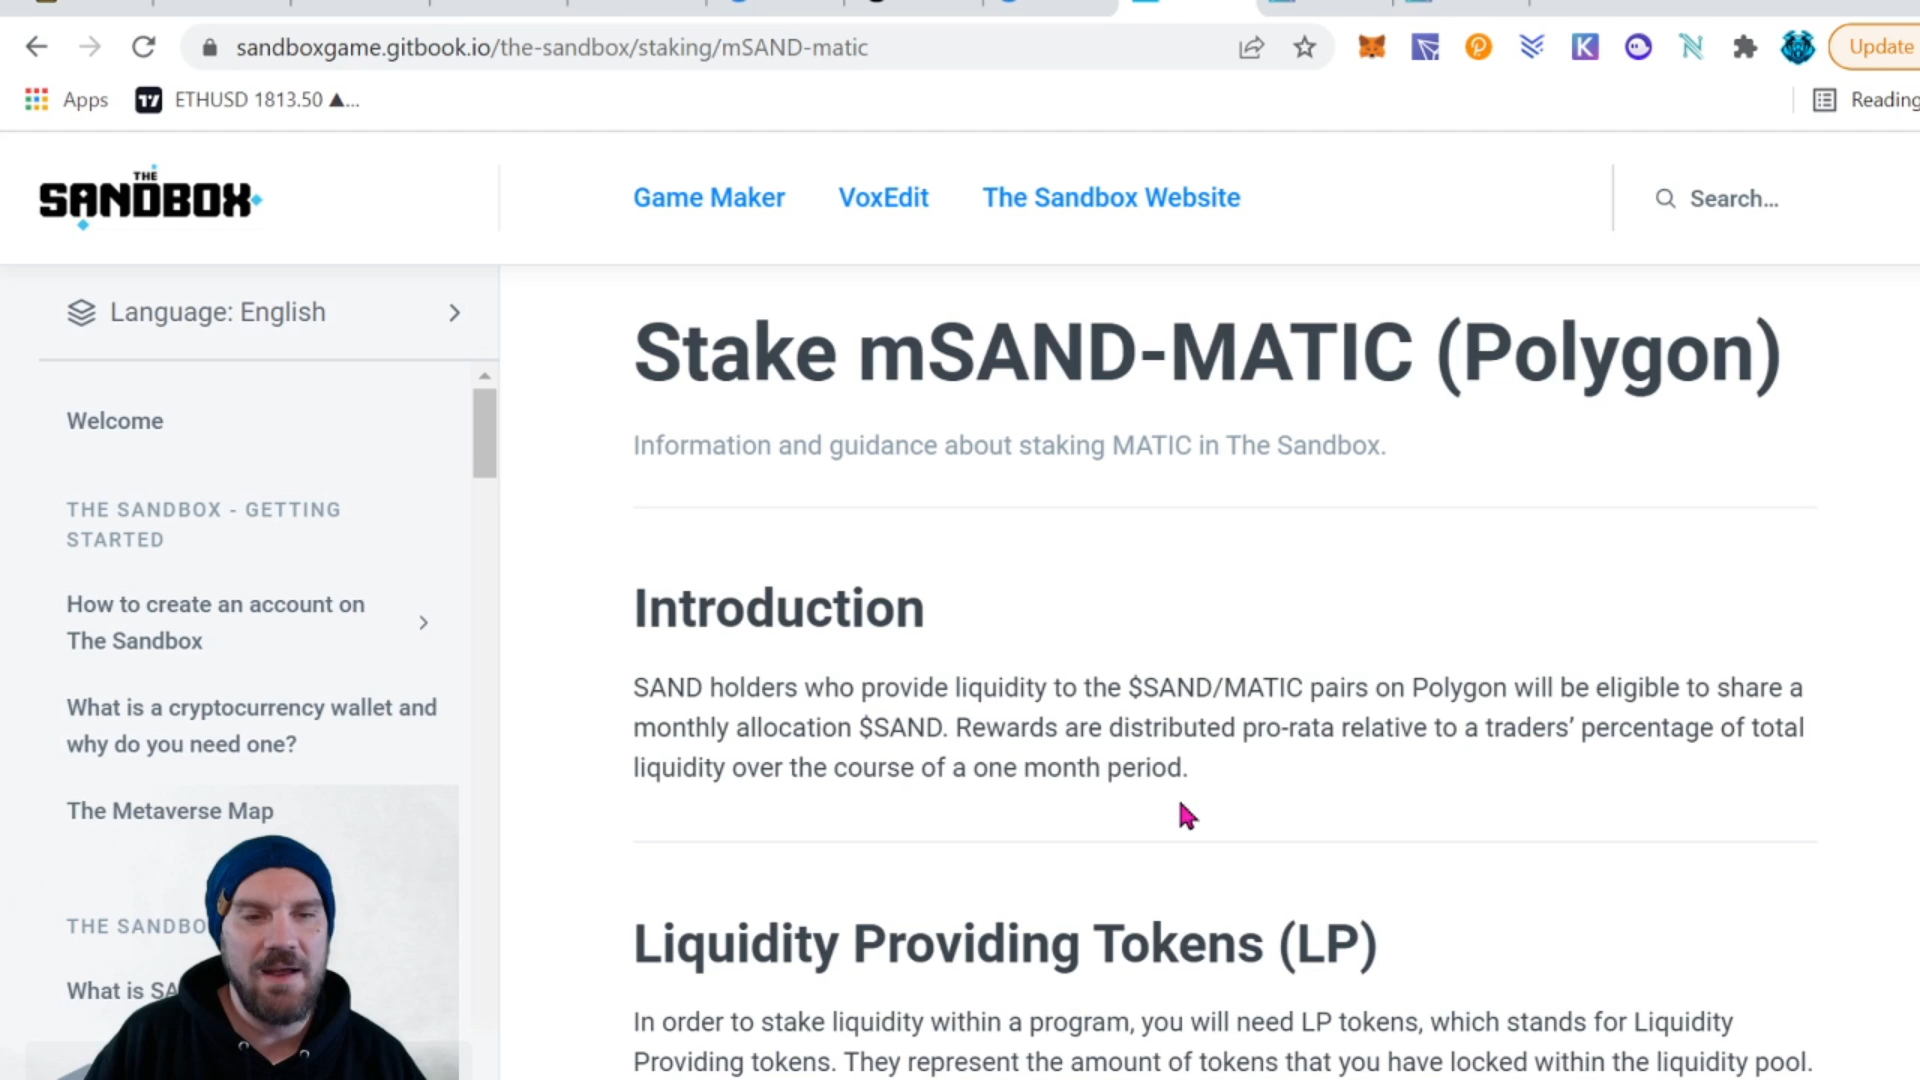 sandboxgame.gitbook.io/the-sandbox/staking/mSAND-matic
Update
Apps
ETHUSD 1813.50 ▲...
Reading
THE SANDBOX
Game Maker
VoxEdit
The Sandbox Website
Search...
Language: English
Welcome
THE SANDBOX - GETTING
STARTED
How to create an account on
The Sandbox
What is a cryptocurrency wallet and
why do you need one?
The Metaverse Map
THE SANDBO
What is SA
Stake mSAND-MATIC (Polygon)
Information and guidance about staking MATIC in The Sandbox.
Introduction
SAND holders who provide liquidity to the $SAND/MATIC pairs on Polygon will be eligible to share a
monthly allocation $SAND. Rewards are distributed pro-rata relative to a traders’ percentage of total
liquidity over the course of a one month period.
Liquidity Providing Tokens (LP)
In order to stake liquidity within a program, you will need LP tokens, which stands for Liquidity
Providing tokens. They represent the amount of tokens that you have locked within the liquidity pool.